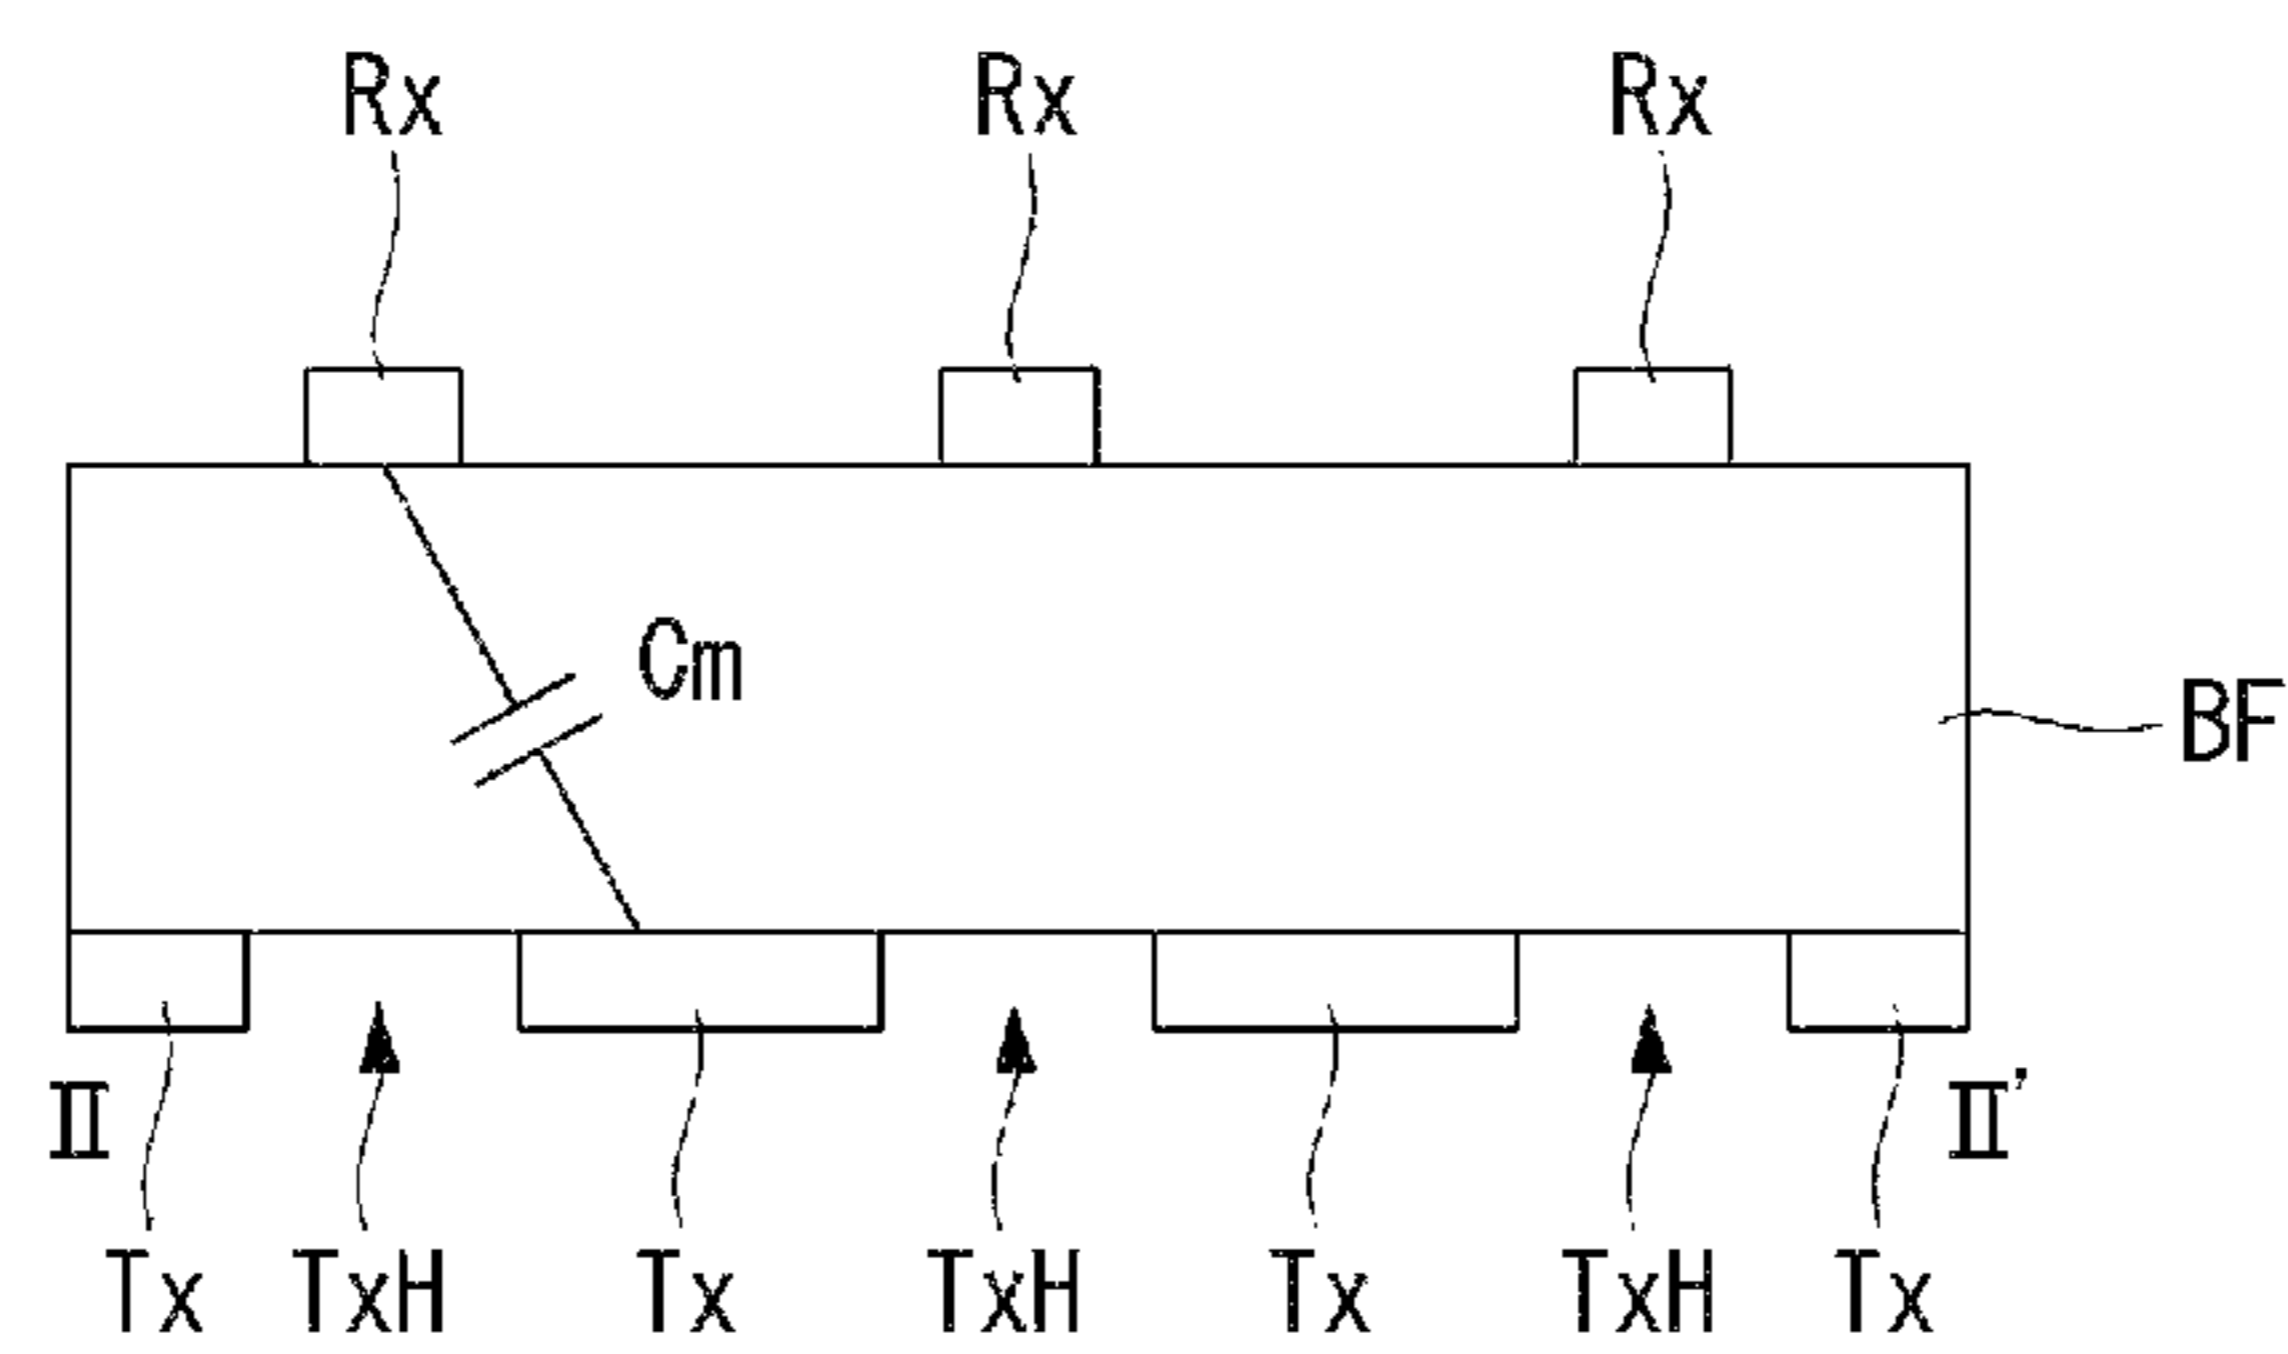 Rx Rx Rx
Cm
BF
Ⅱ Ⅱ'
Tx TxH Tx TxH Tx TxH Tx